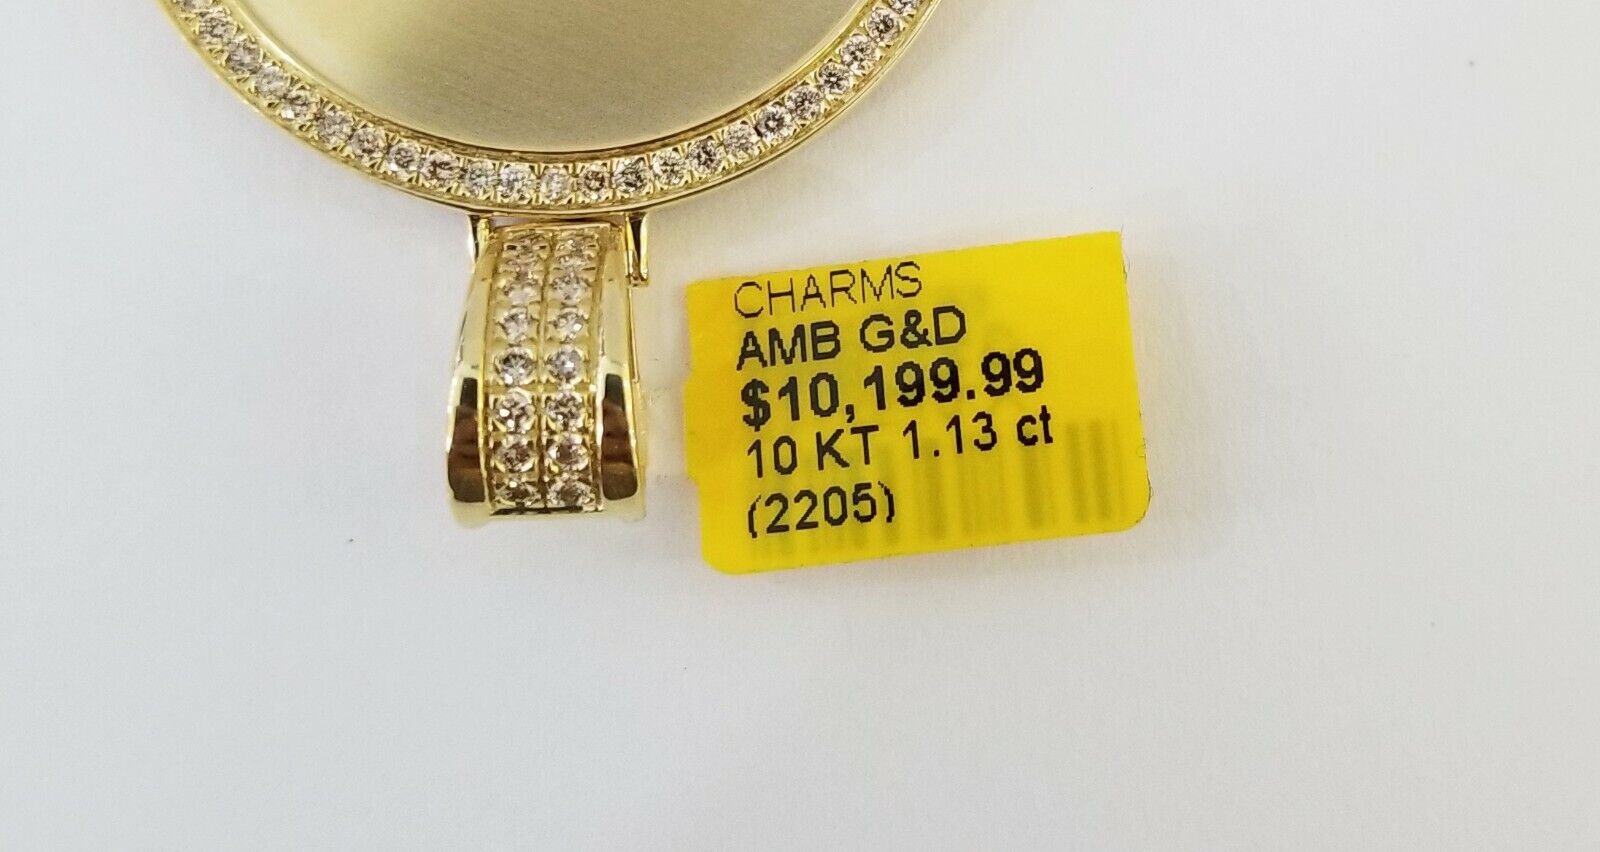 CHARMS
AMB G&D
$10,199.99
10 KT 1.13 ct
(2205)